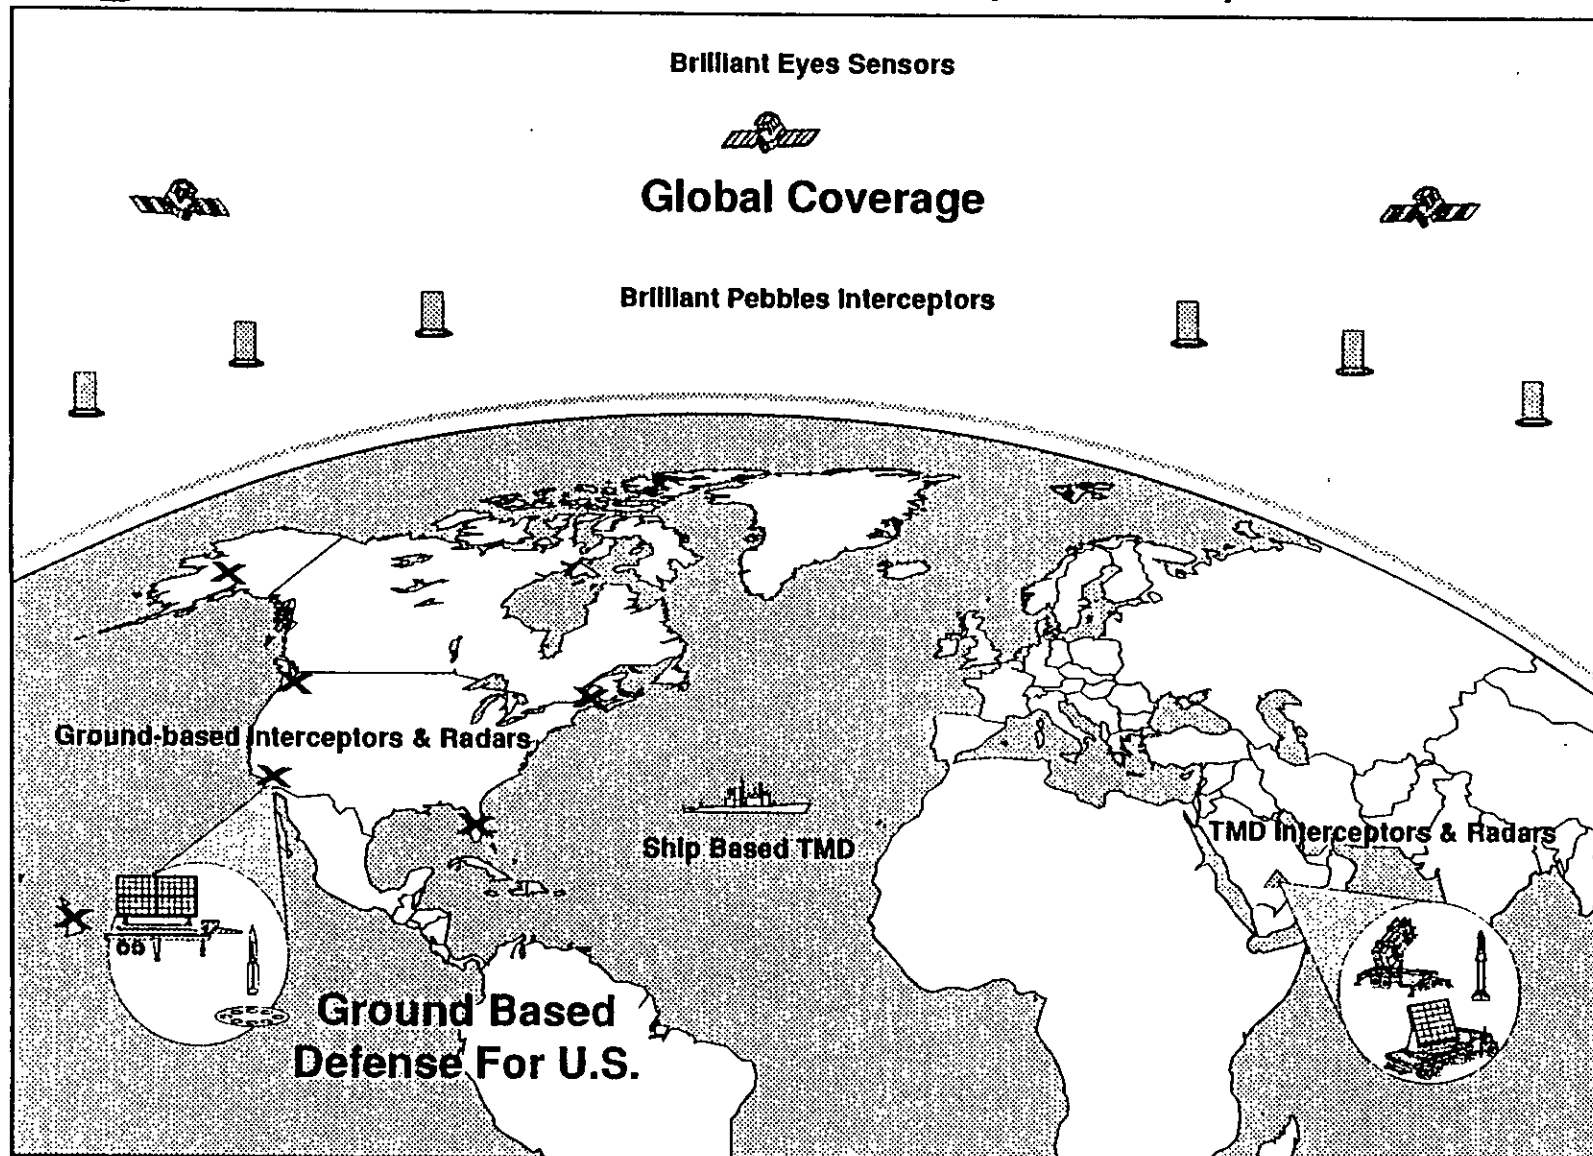 Brilliant Eyes Sensors
Global Coverage
Brilliant Pebbles Interceptors
Ground-based Interceptors & Radars
Ship Based TMD
TMD Interceptors & Radars
Ground Based
Defense For U.S.